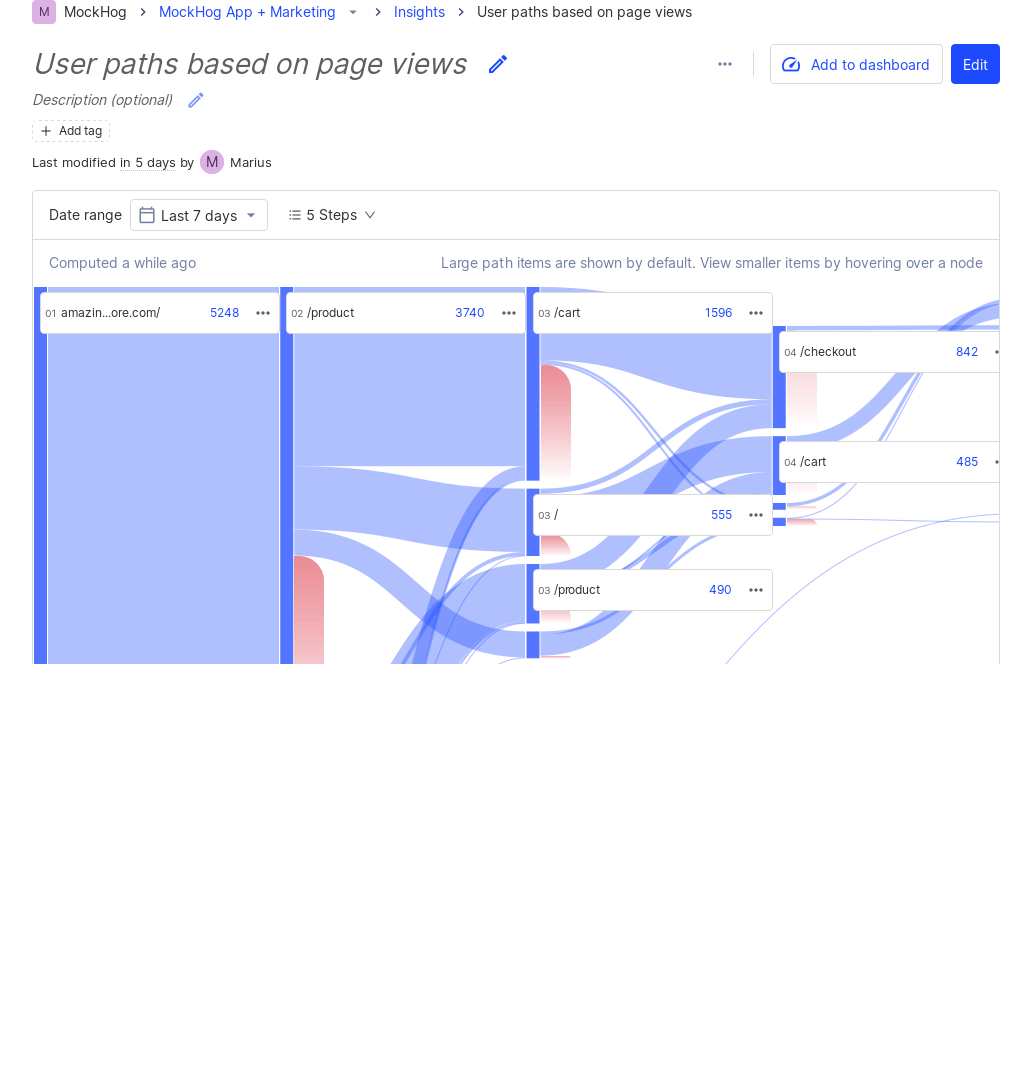 M MockHog > MockHog App + Marketing > Insights > User paths based on page views
User paths based on page views
Add to dashboard
Edit
Description (optional)
+ Add tag
Last modified in 5 days by M Marius
Date range Last 7 days 5 Steps
Computed a while ago
Large path items are shown by default. View smaller items by hovering over a node
01 amazin...ore.com/ 5248
02 /product 3740
03 /cart 1596
04 /checkout 842
04 /cart 485
03 / 555
03 /product 490